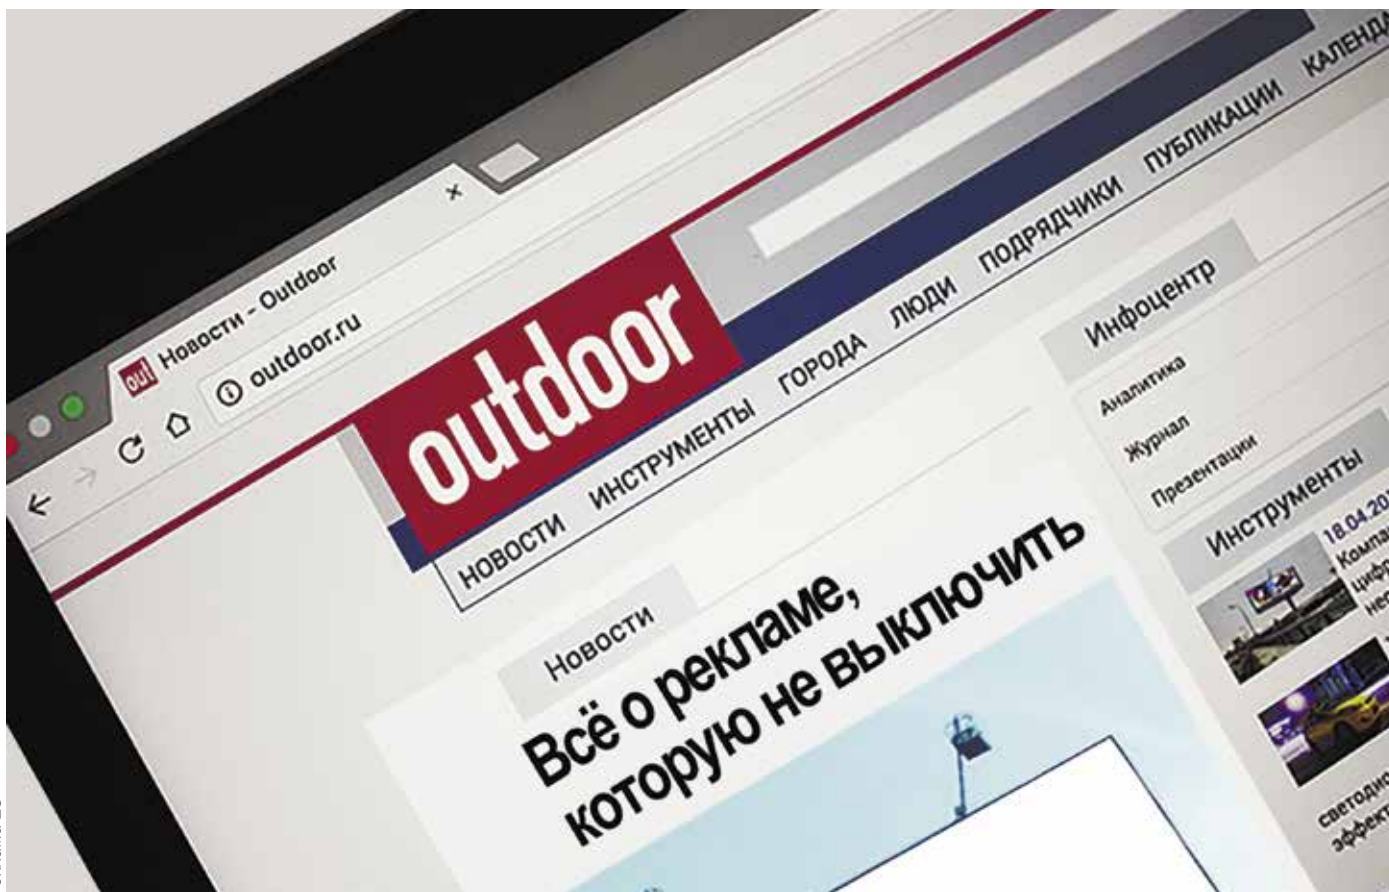 Новости - Outdoor
outdoor.ru
outdoor
НОВОСТИ ИНСТРУМЕНТЫ ГОРОДА ЛЮДИ ПОДРЯДЧИКИ ПУБЛИКАЦИИ
Новости
Всё о рекламе,
которую не выключить
Инфоцентр
Аналитика
Журнал
Презентации
Инструменты